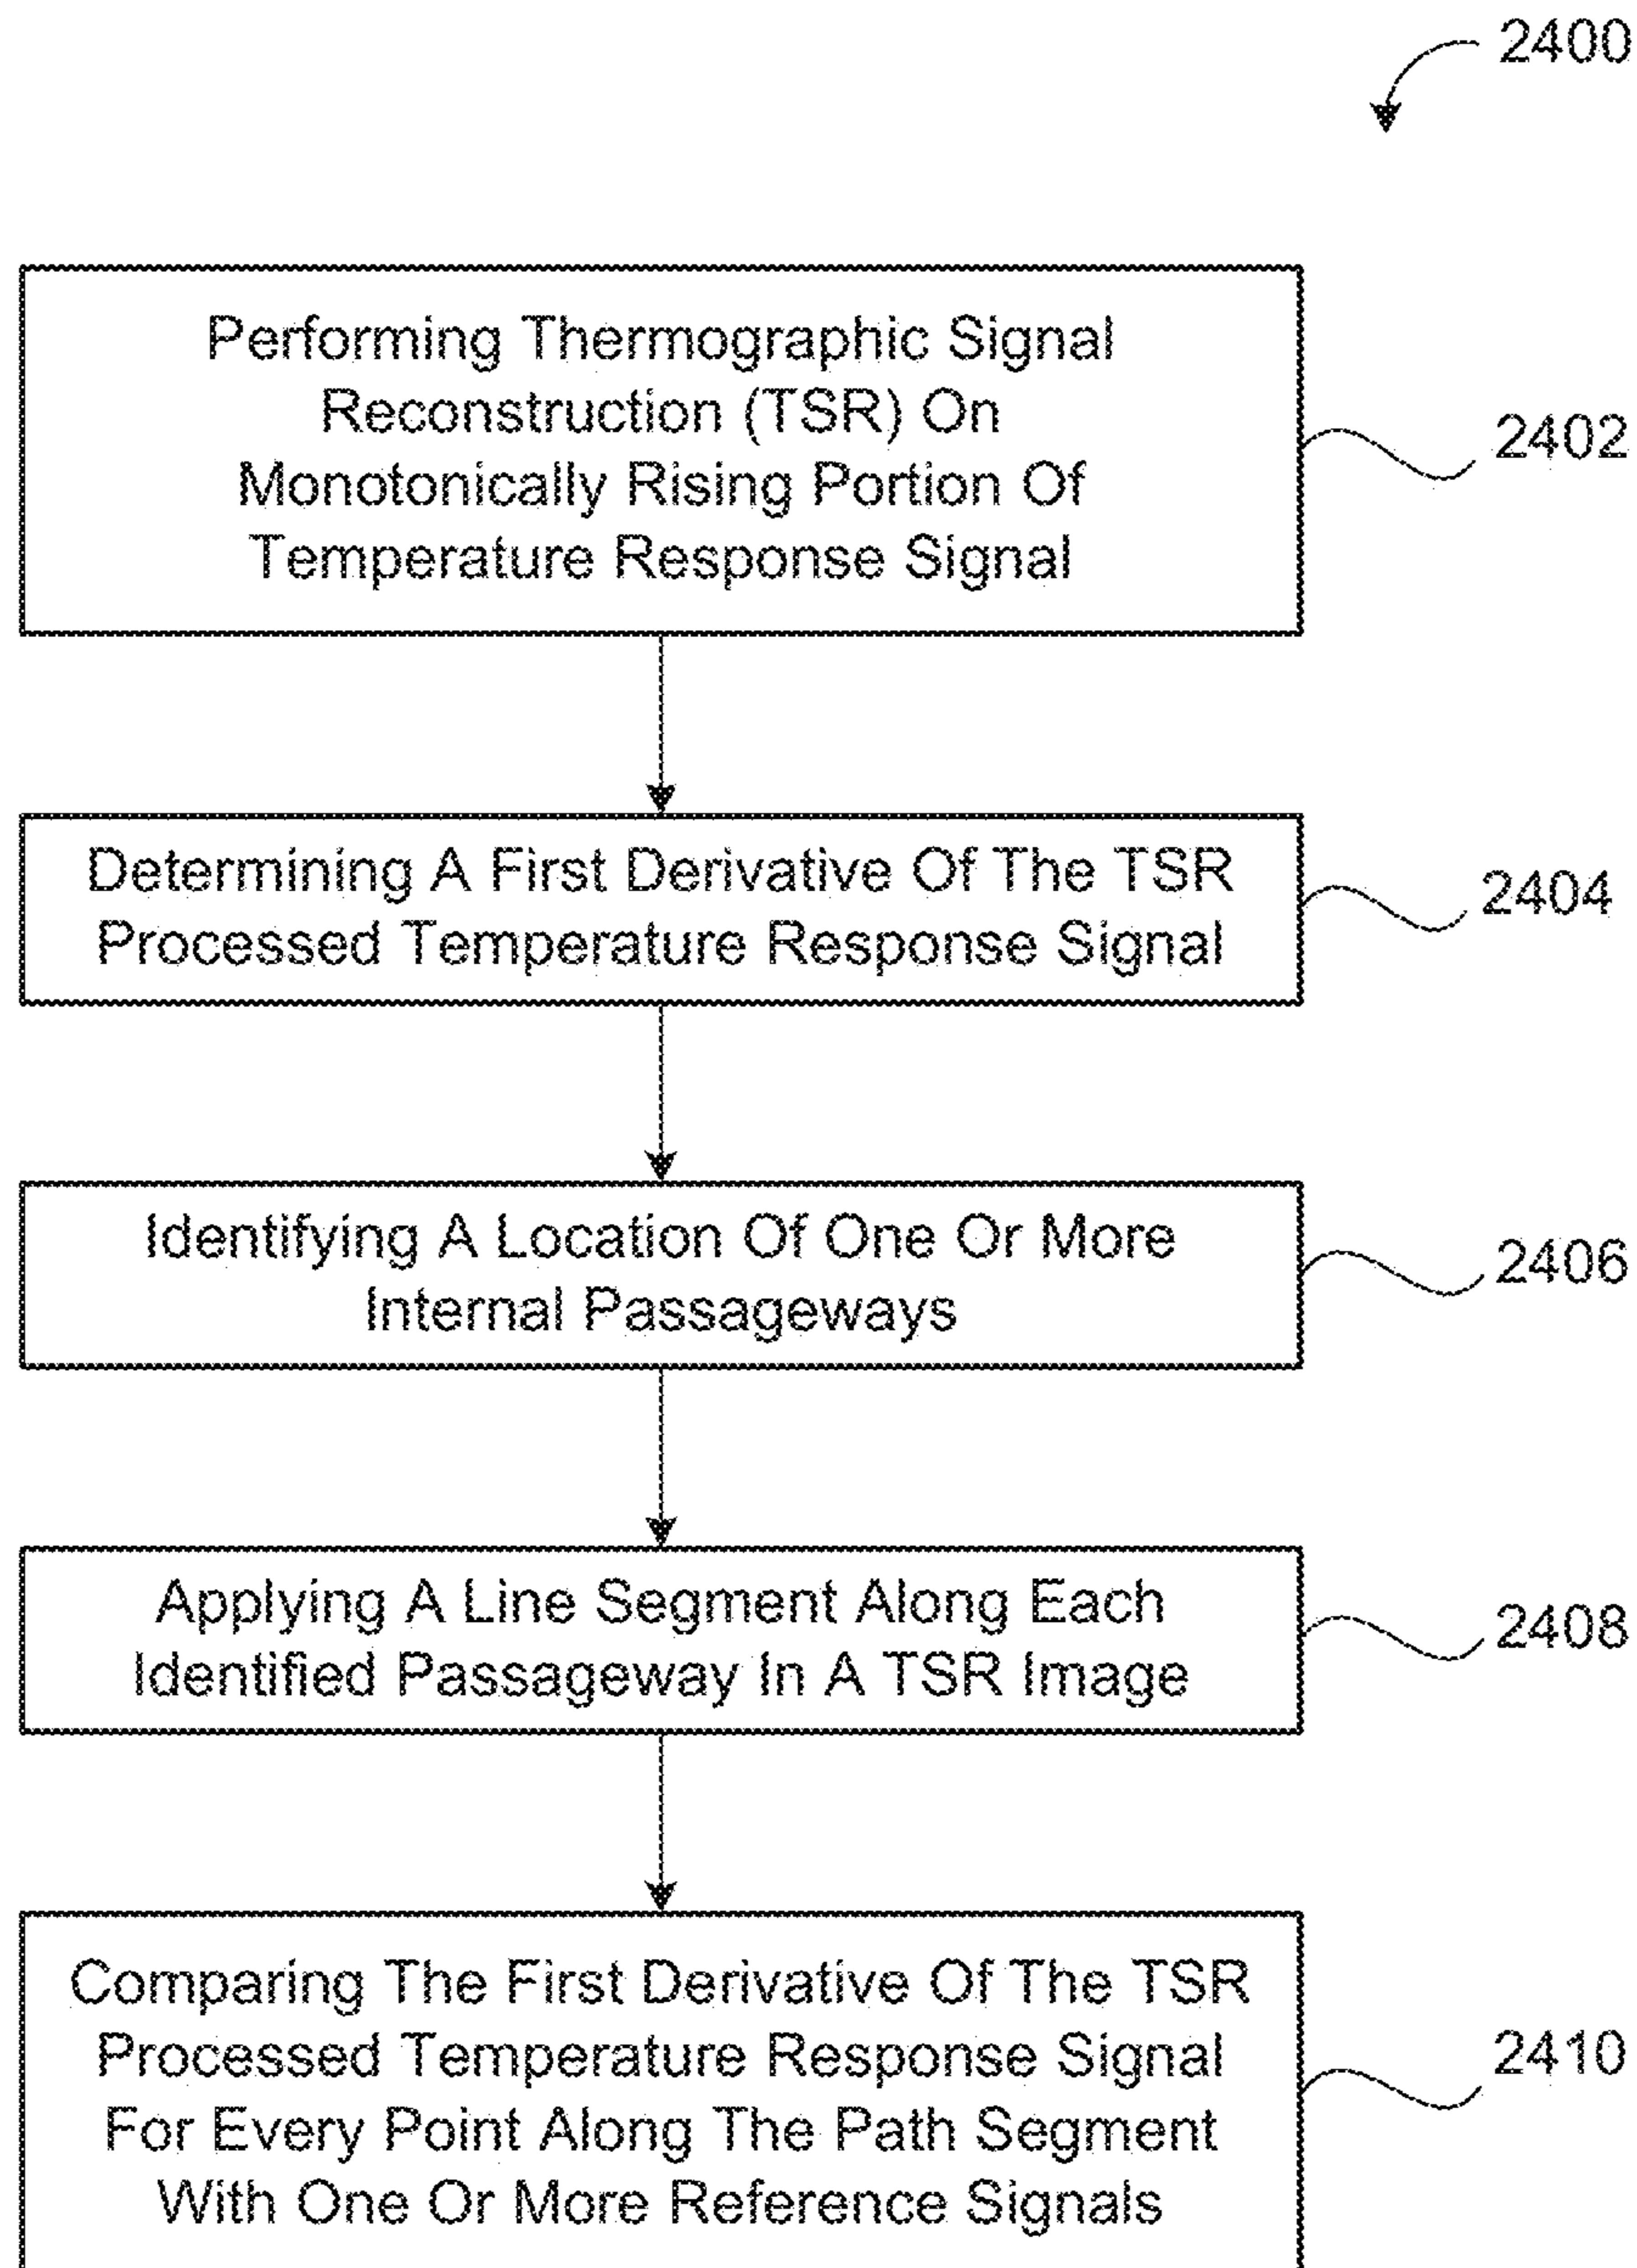 2400
Performing Thermographic Signal
Reconstruction (TSR) On
Monotonically Rising Portion Of
Temperature Response Signal
2402
Determining A First Derivative Of The TSR
Processed Temperature Response Signal
2404
Identifying A Location Of One Or More
Internal Passageways
2406
Applying A Line Segment Along Each
Identified Passageway In A TSR Image
2408
Comparing The First Derivative Of The TSR
Processed Temperature Response Signal
For Every Point Along The Path Segment
With One Or More Reference Signals
2410